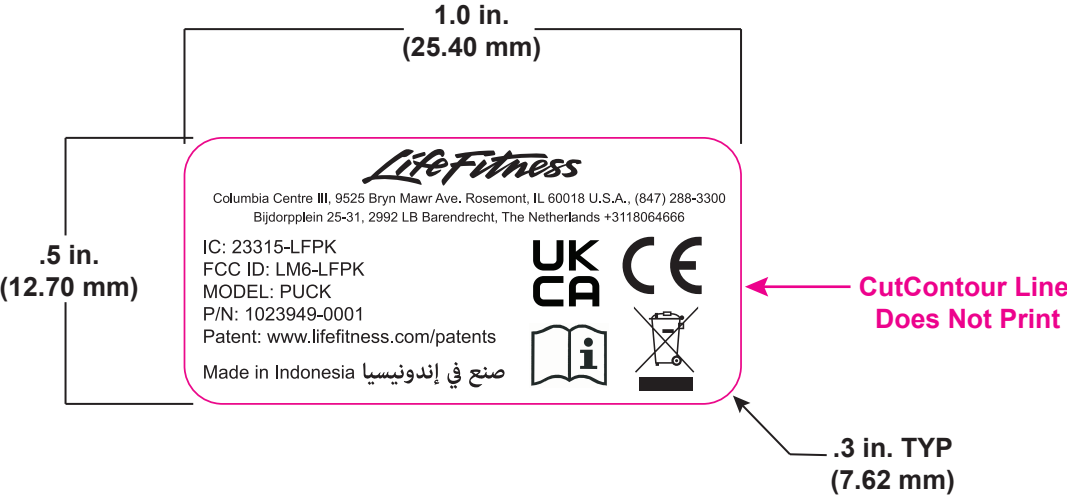 1.0 in.
(25.40 mm)
Life Fitness
Columbia Centre III, 9525 Bryn Mawr Ave. Rosemont, IL 60018 U.S.A., (847) 288-3300
Bijdorpplein 25-31, 2992 LB Barendrecht, The Netherlands +3118064666
.5 in.
(12.70 mm)
IC: 23315-LFPK
FCC ID: LM6-LFPK
MODEL: PUCK
P/N: 1023949-0001
Patent: www.lifefitness.com/patents
Made in Indonesia صنع في إندونيسيا
UK
CA
CE
i
CutContour Line
Does Not Print
.3 in. TYP
(7.62 mm)